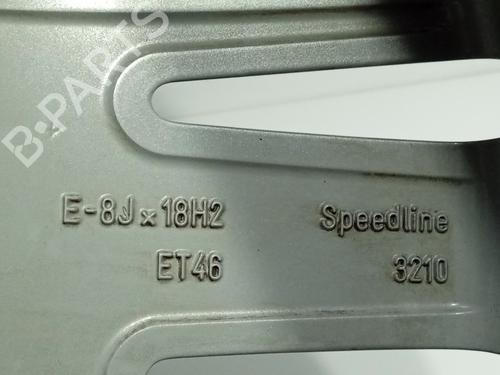 B-PARTS
E-8J x 18H2 Speedline
ET46 3210